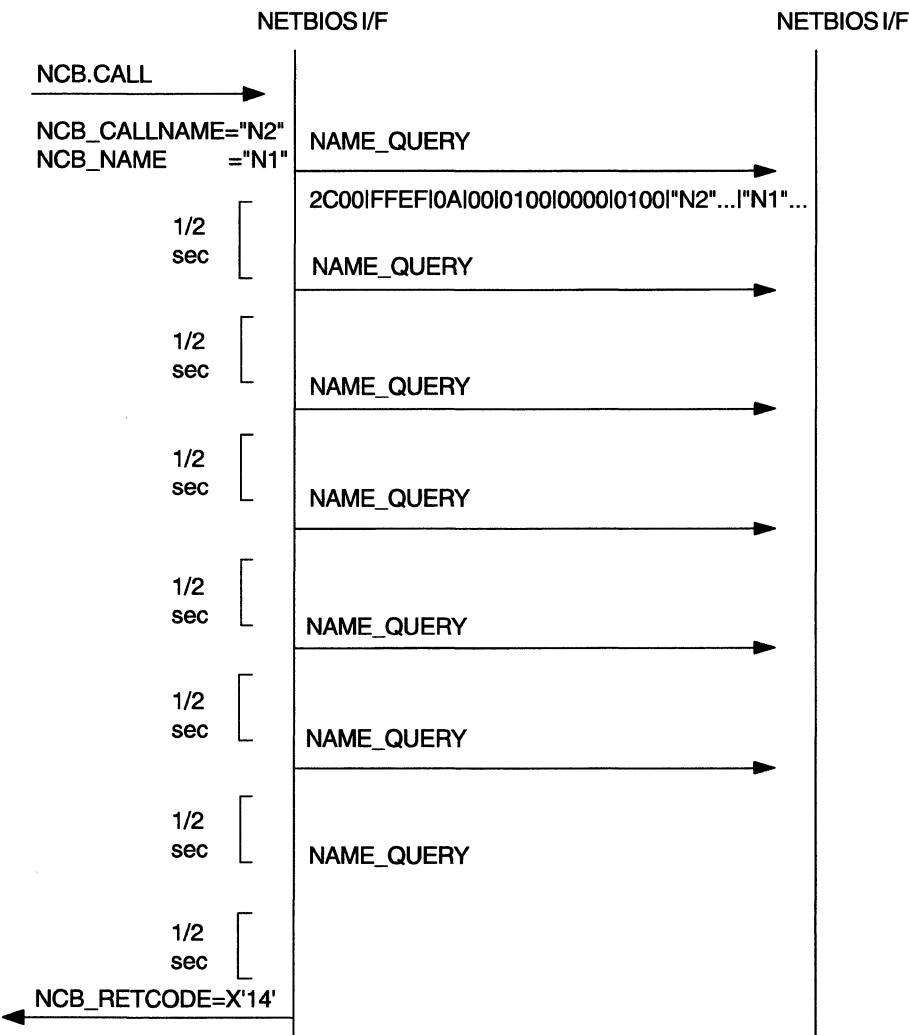 NETBIOS I/F NETBIOS I/F
NCB.CALL
NCB_CALLNAME="N2"
NCB_NAME ="N1"
NAME_QUERY
2C00|FFEF|0A|00|0100|0000|0100|"N2"...|"N1"...
1/2
sec
NAME_QUERY
1/2
sec
NAME_QUERY
1/2
sec
NAME_QUERY
1/2
sec
NAME_QUERY
1/2
sec
NAME_QUERY
1/2
sec
NAME_QUERY
1/2
sec
NCB_RETCODE=X'14'